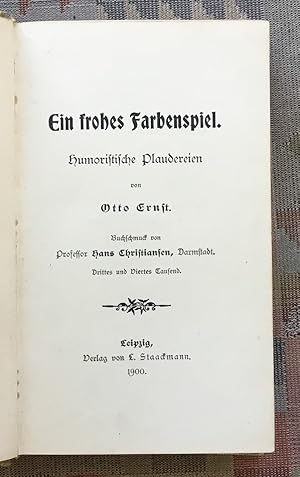 Ein frohes Farbenspiel.
Humoristische Plaudereien
von
Otto Ernst.
Buchschmuck von
Professor Hans Christiansen, Darmstadt.
Drittes und Viertes Tausend.
Leipzig,
Verlag von L. Staackmann.
1900.